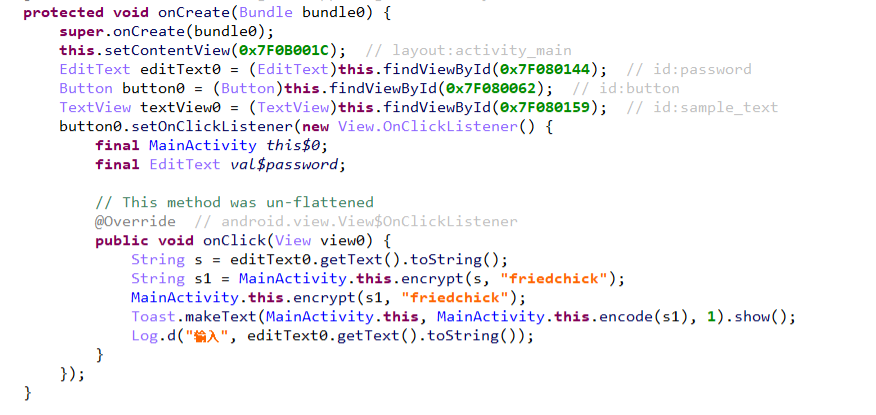 protected void onCreate(Bundle bundle0) {
    super.onCreate(bundle0);
    this.setContentView(0x7F0B001C);  // layout:activity_main
    EditText editText0 = (EditText)this.findViewById(0x7F080144);  // id:password
    Button button0 = (Button)this.findViewById(0x7F080062);  // id:button
    TextView textView0 = (TextView)this.findViewById(0x7F080159);  // id:sample_text
    button0.setOnClickListener(new View.OnClickListener() {
        final MainActivity this$0;
        final EditText val$password;

        // This method was un-flattened
        @Override  // android.view.View$OnClickListener
        public void onClick(View view0) {
            String s = editText0.getText().toString();
            String s1 = MainActivity.this.encrypt(s, "friedchick");
            MainActivity.this.encrypt(s1, "friedchick");
            Toast.makeText(MainActivity.this, MainActivity.this.encode(s1), 1).show();
            Log.d("输入", editText0.getText().toString());
        }
    });
}